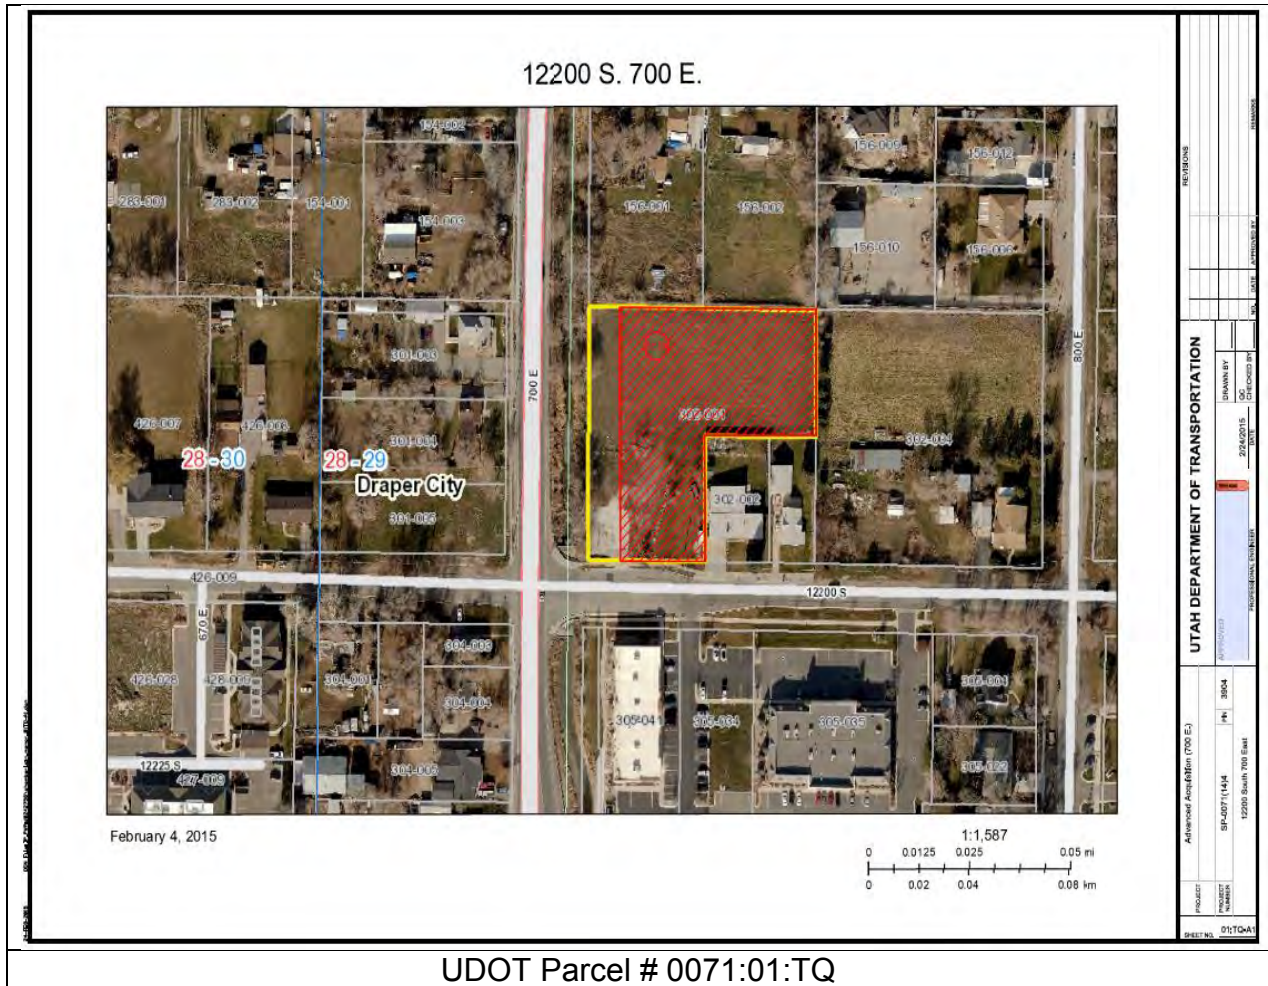 12200 S. 700 E.
154-002
156-009
156-012
283-001
283-002
154-001
154-003
156-001
156-002
156-010
156-006
301-003
700 E
800 E
302-001
426-007
426-008
301-004
302-034
28 - 30
28 - 29
Draper City
302-002
301-005
426-009
12200 S
670 E
304-003
426-028
428-009
304-001
304-004
305-041
305-034
305-035
305-004
12225 S
427-069
304-005
305-022
February 4, 2015
1:1,587
0 0.0125 0.025 0.05 mi
0 0.02 0.04 0.08 km
REVISIONS
REMARKS
APPROVED BY
DATE
NO.
UTAH DEPARTMENT OF TRANSPORTATION
DRAWN BY
QC CHECKED BY
2/24/2015
DATE
APPROVED
PROFESSIONAL ENGINEER
PROJECT
Advanced Acquisition (700 E.)
PROJECT NUMBER
SP-0071(14)4
PIN 3904
12200 South 700 East
SHEET NO. 01:TQ-A1
UDOT Parcel # 0071:01:TQ